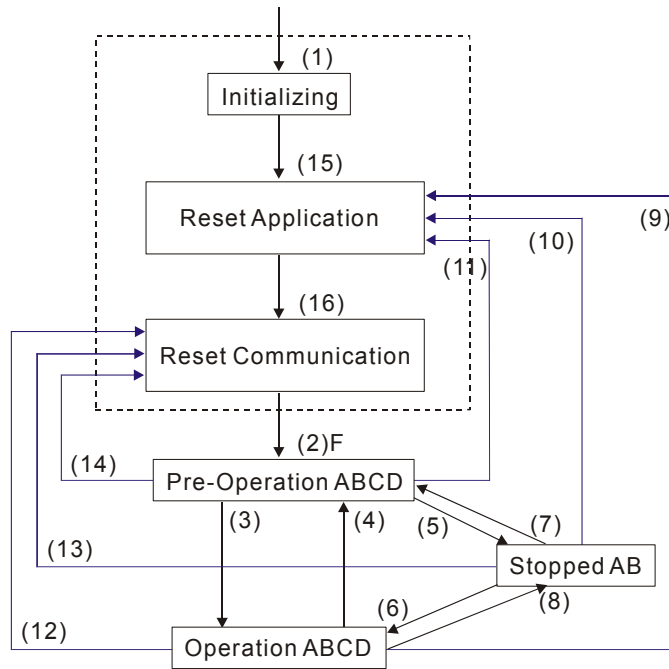 (1)
Initializing
(15)
Reset Application
(9)
(10)
(11)
(16)
Reset Communication
(2)F
(14)
Pre-Operation ABCD
(3)
(4)
(5)
(7)
(13)
Stopped AB
(6)
(8)
(12)
Operation ABCD